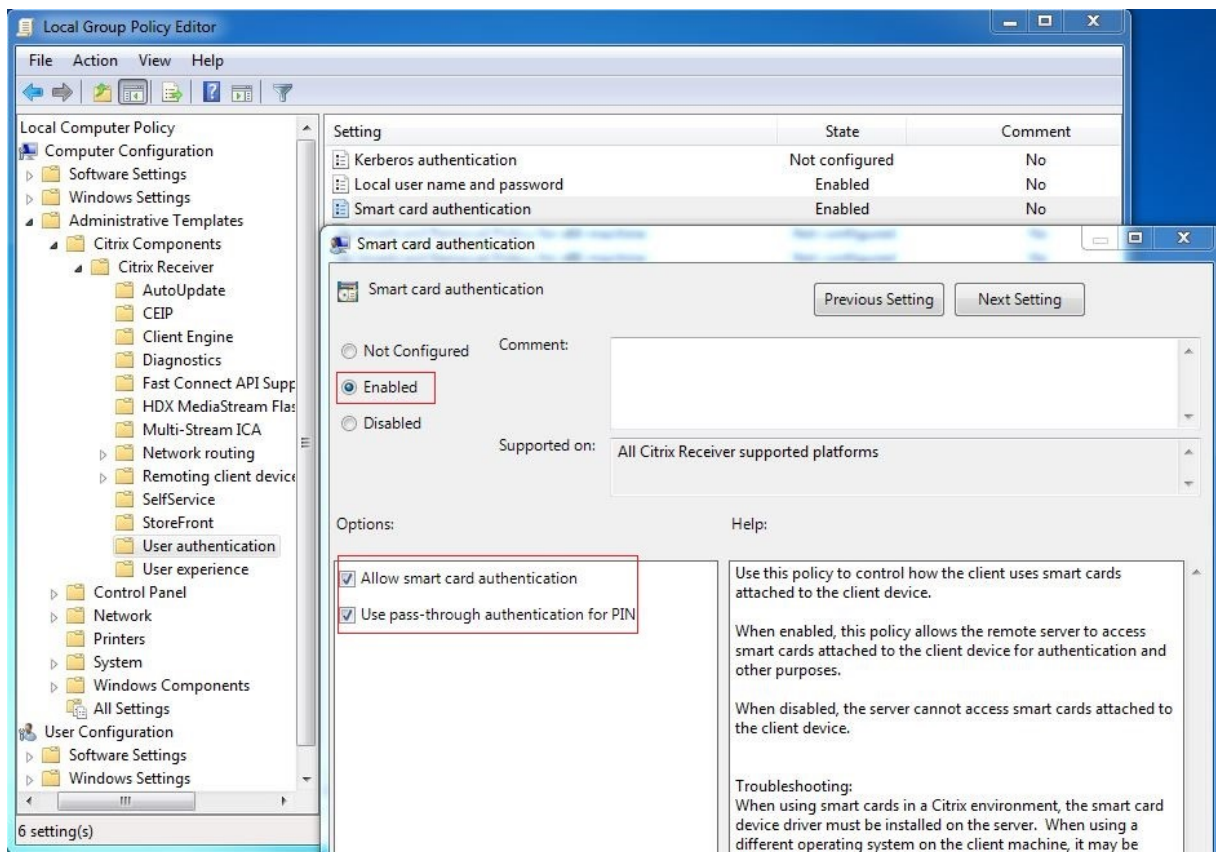 Local Group Policy Editor
File Action View Help
Local Computer Policy
Computer Configuration
Software Settings
Windows Settings
Administrative Templates
Citrix Components
Citrix Receiver
AutoUpdate
CEIP
Client Engine
Diagnostics
Fast Connect API Supp
HDX MediaStream Flas
Multi-Stream ICA
Network routing
Remoting client device
SelfService
StoreFront
User authentication
User experience
Control Panel
Network
Printers
System
Windows Components
All Settings
User Configuration
Software Settings
Windows Settings
6 setting(s)
Setting State Comment
Kerberos authentication Not configured No
Local user name and password Enabled No
Smart card authentication Enabled No
Smart card authentication
Smart card authentication
Previous Setting Next Setting
Not Configured
Enabled
Disabled
Comment:
Supported on: All Citrix Receiver supported platforms
Options:
Allow smart card authentication
Use pass-through authentication for PIN
Help:
Use this policy to control how the client uses smart cards
attached to the client device.
When enabled, this policy allows the remote server to access
smart cards attached to the client device for authentication and
other purposes.
When disabled, the server cannot access smart cards attached to
the client device.
Troubleshooting:
When using smart cards in a Citrix environment, the smart card
device driver must be installed on the server. When using a
different operating system on the client machine, it may be